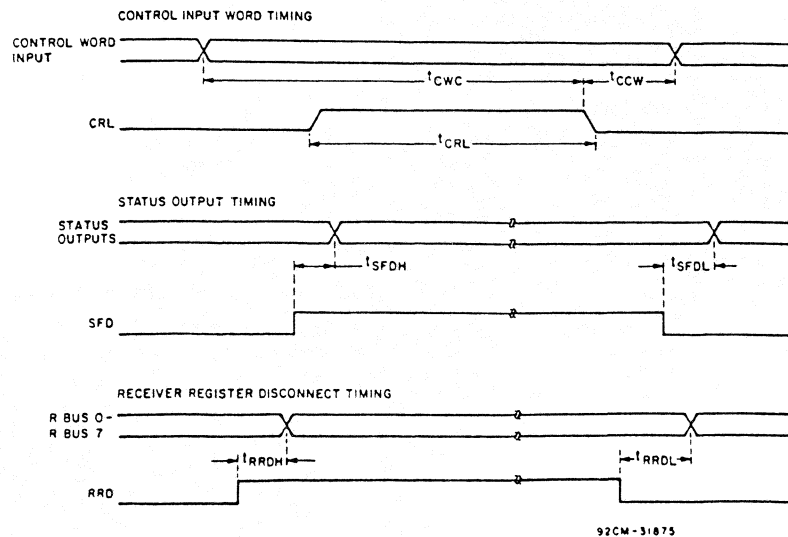 CONTROL INPUT WORD TIMING
CONTROL WORD
INPUT
tCWC
tCCW
CRL
tCRL
STATUS OUTPUT TIMING
STATUS
OUTPUTS
tSFDH
tSFDL
SFD
RECEIVER REGISTER DISCONNECT TIMING
R BUS 0-
R BUS 7
tRRDH
tRRDL
RRD
92CM-31875